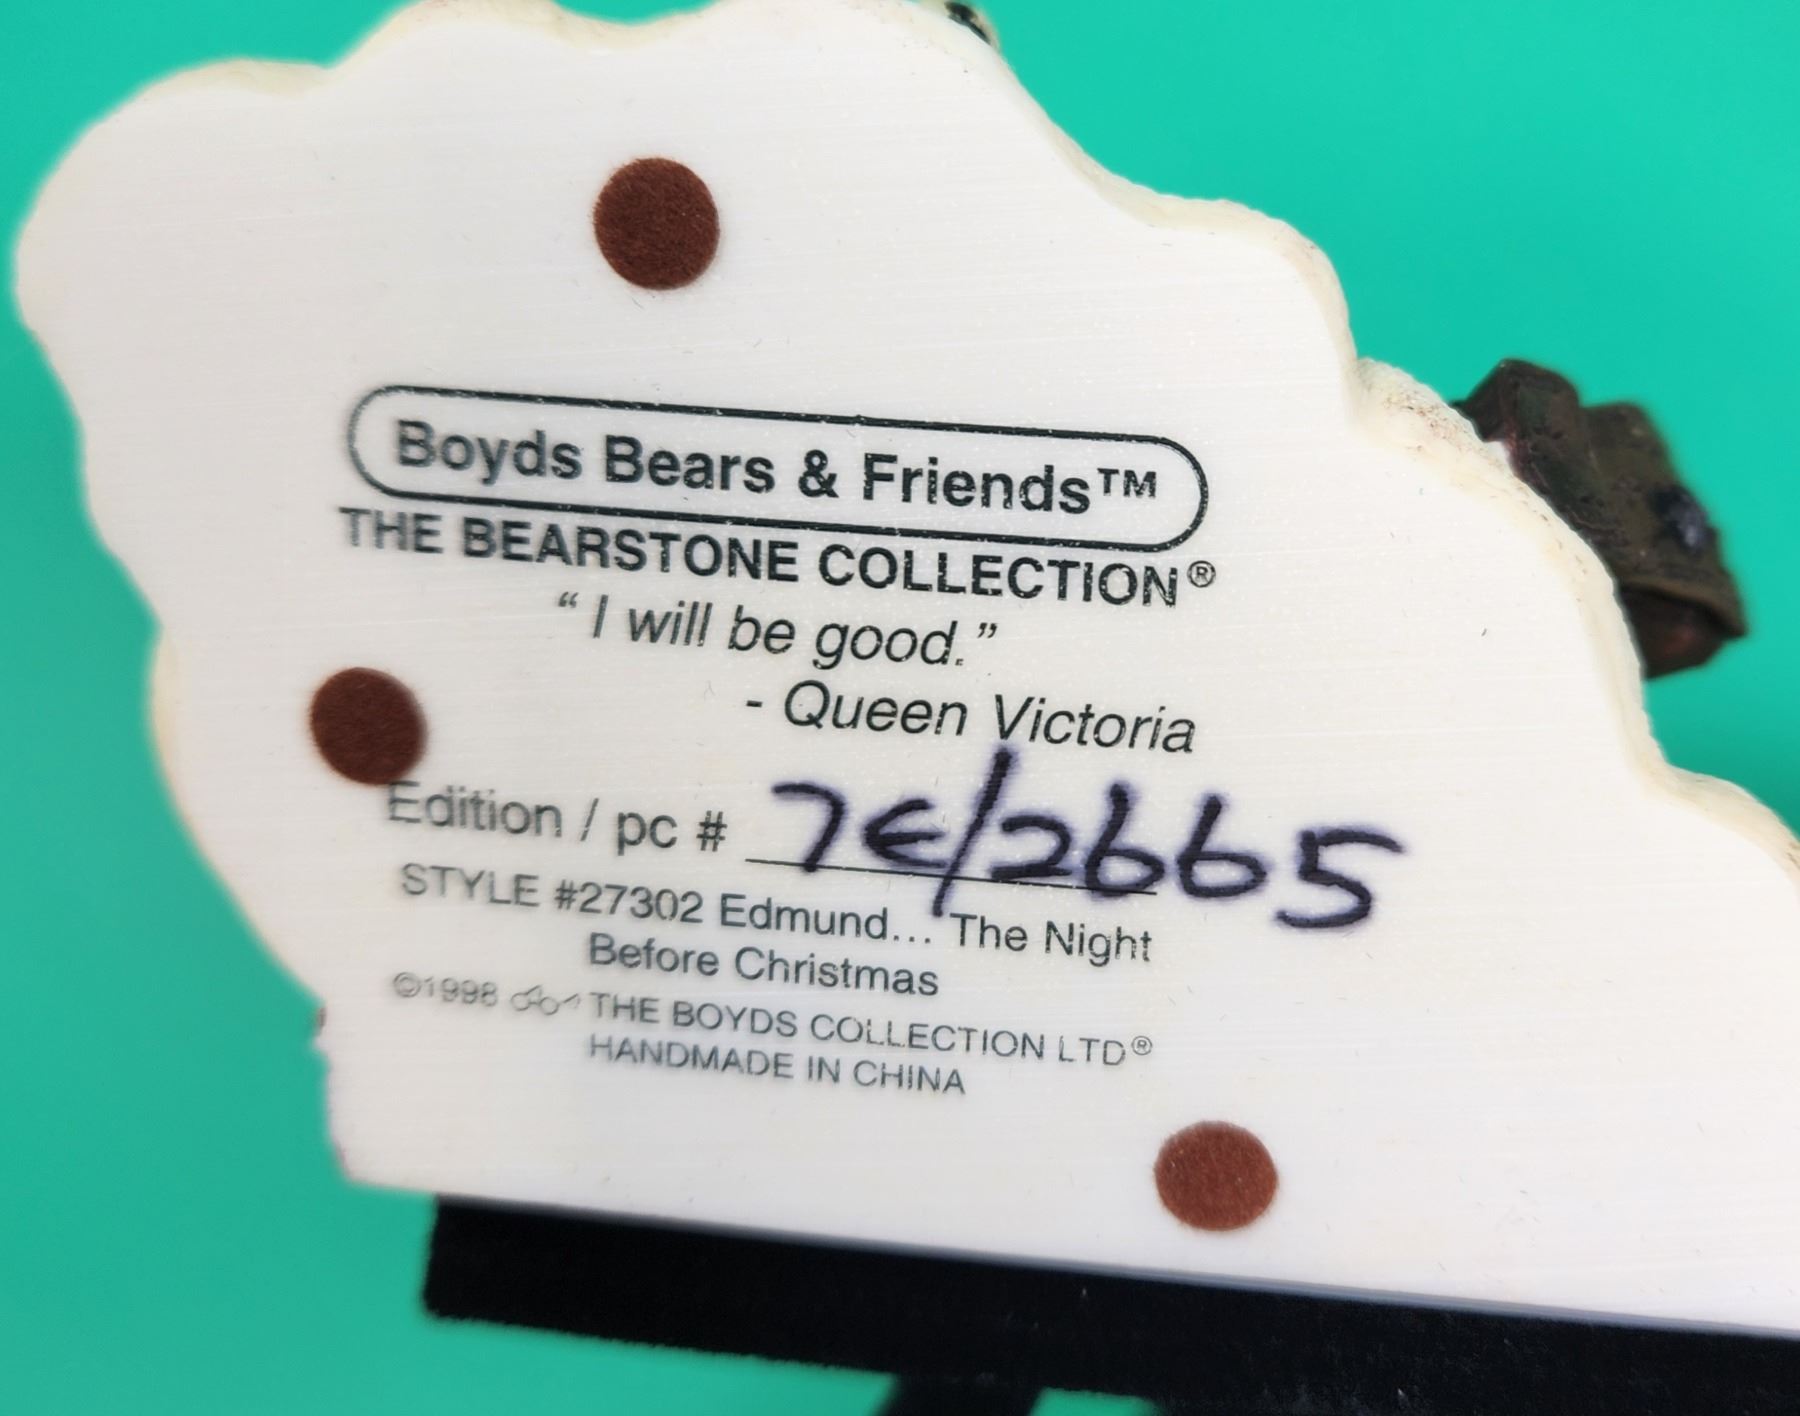 Boyds Bears & Friends™
THE BEARSTONE COLLECTION®
“I will be good.”
- Queen Victoria
Edition / pc # 7E/2665
STYLE #27302 Edmund... The Night
Before Christmas
©1998 THE BOYDS COLLECTION LTD®
HANDMADE IN CHINA